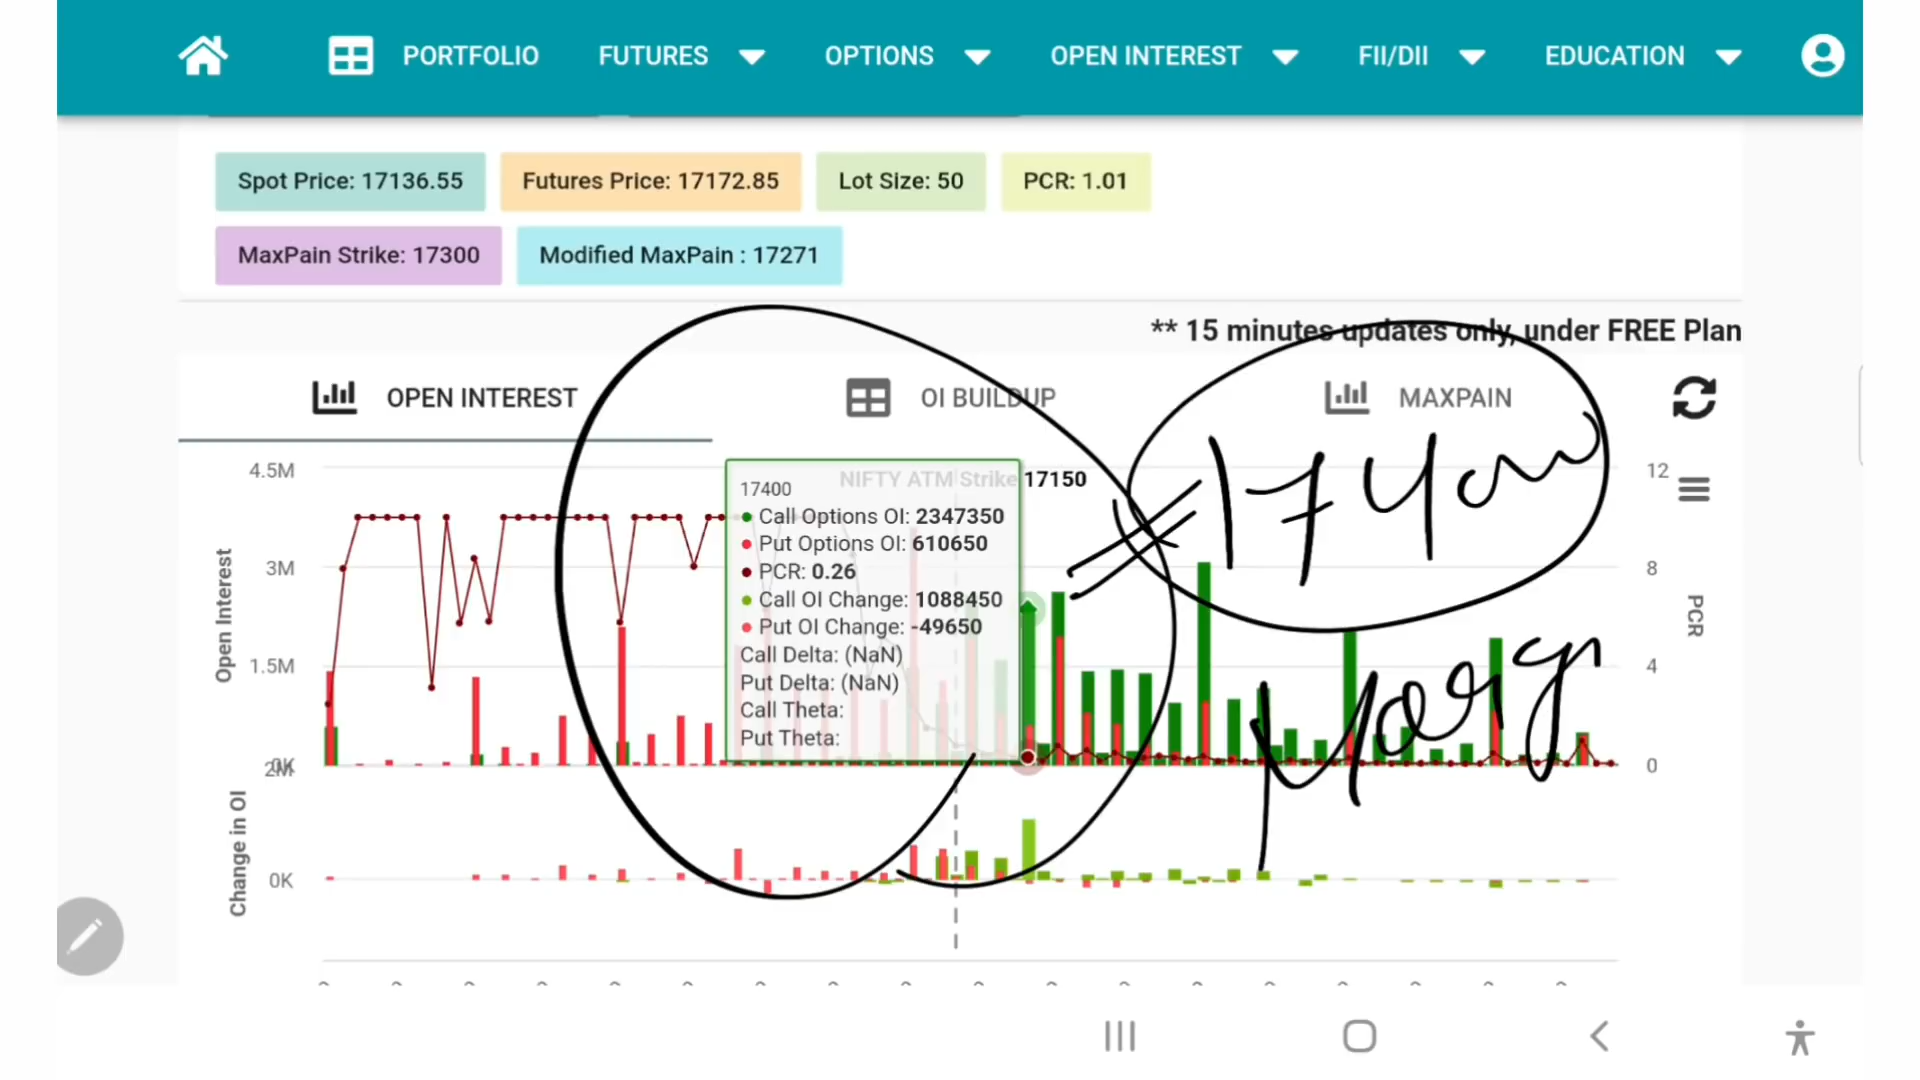 PORTFOLIO FUTURES OPTIONS OPEN INTEREST FII/DII EDUCATION
Spot Price: 17136.55 Futures Price: 17172.85 Lot Size: 50 PCR: 1.01
MaxPain Strike: 17300 Modified MaxPain : 17271
** 15 minutes updates only, under FREE Plan
OPEN INTEREST OI BUILDUP MAXPAIN
NIFTY ATM Strike 17150
17400
Call Options OI: 2347350
Put Options OI: 610650
PCR: 0.26
Call OI Change: 1088450
Put OI Change: -49650
Call Delta: (NaN)
Put Delta: (NaN)
Call Theta:
Put Theta:
Open Interest
4.5M
3M
1.5M
0K
12
8
4
0
PCR
Change in OI
2M
0K